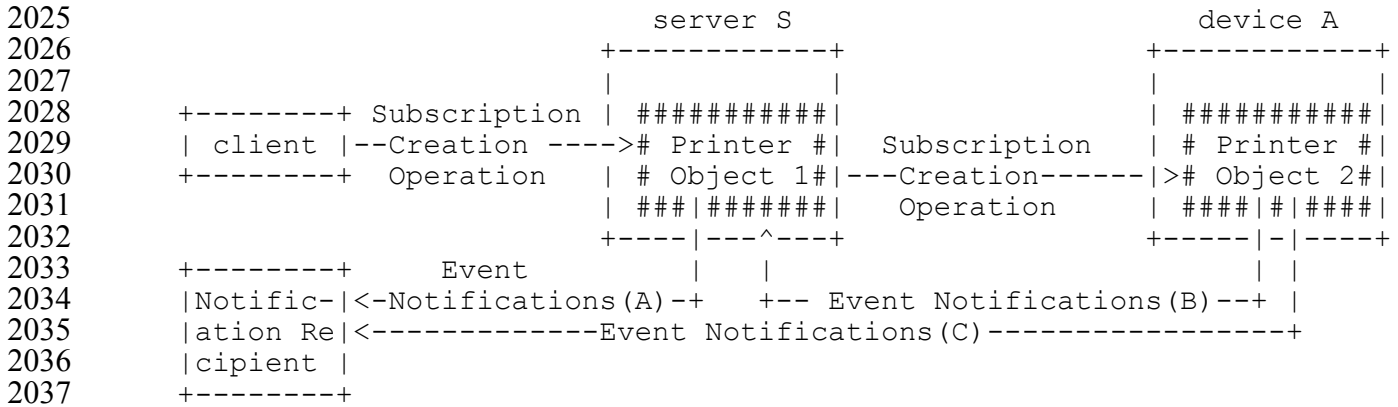 2025                                      server S                       device A
2026                                   +------------+                 +------------+
2027                                   |            |                 |            |
2028       +--------+ Subscription | ###########|                 | ###########|
2029       | client |--Creation ----># Printer #|  Subscription   | # Printer #|
2030       +--------+  Operation    | # Object 1#|---Creation------|># Object 2#|
2031                                   | ###|#######|   Operation     | ####|#|####|
2032                                   +----|---^---+                 +-----|-|----+
2033       +--------+     Event          |   |                               | |
2034       |Notific-|<-Notifications(A)-+   +-- Event Notifications(B)--+ |
2035       |ation Re|<-------------Event Notifications(C)-----------------+
2036       |cipient |
2037       +--------+